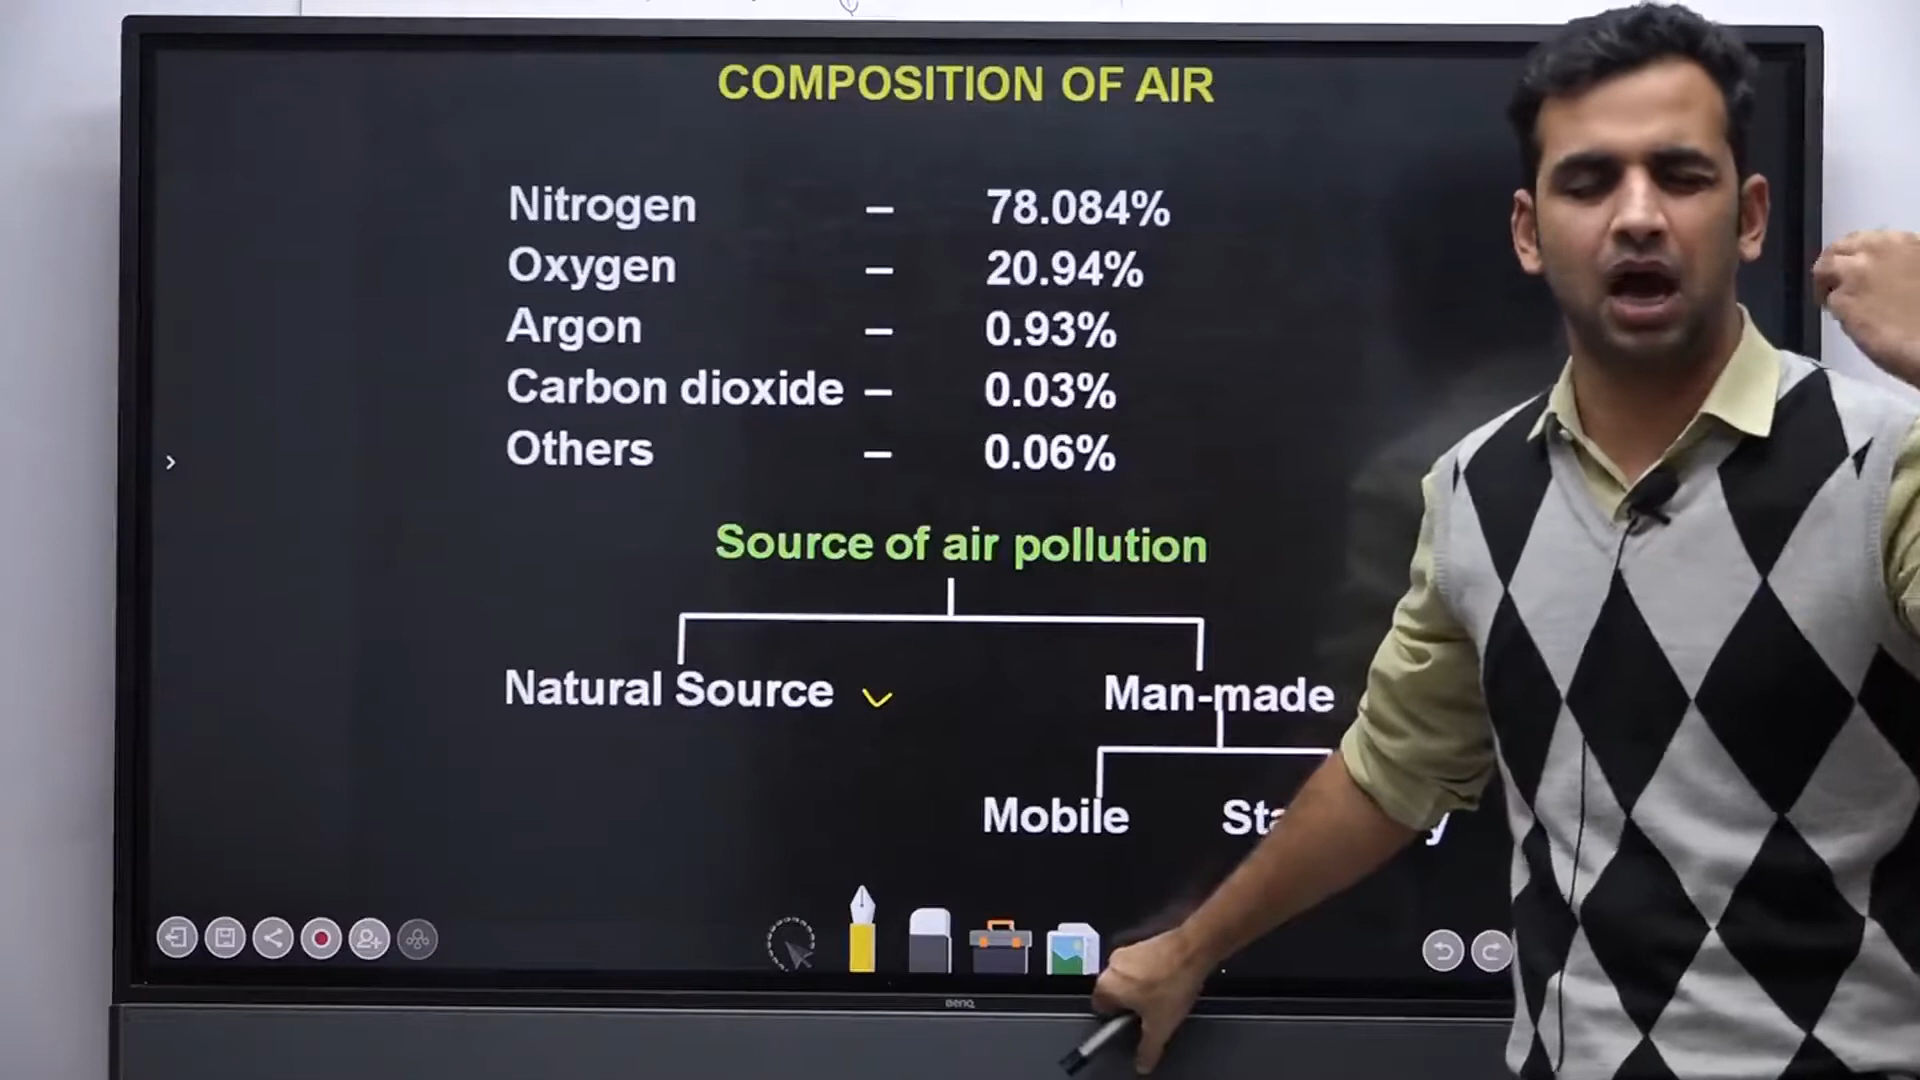 COMPOSITION OF AIR
Nitrogen – 78.084%
Oxygen – 20.94%
Argon – 0.93%
Carbon dioxide – 0.03%
Others – 0.06%
Source of air pollution
Natural Source Man-made
Mobile
BenQ